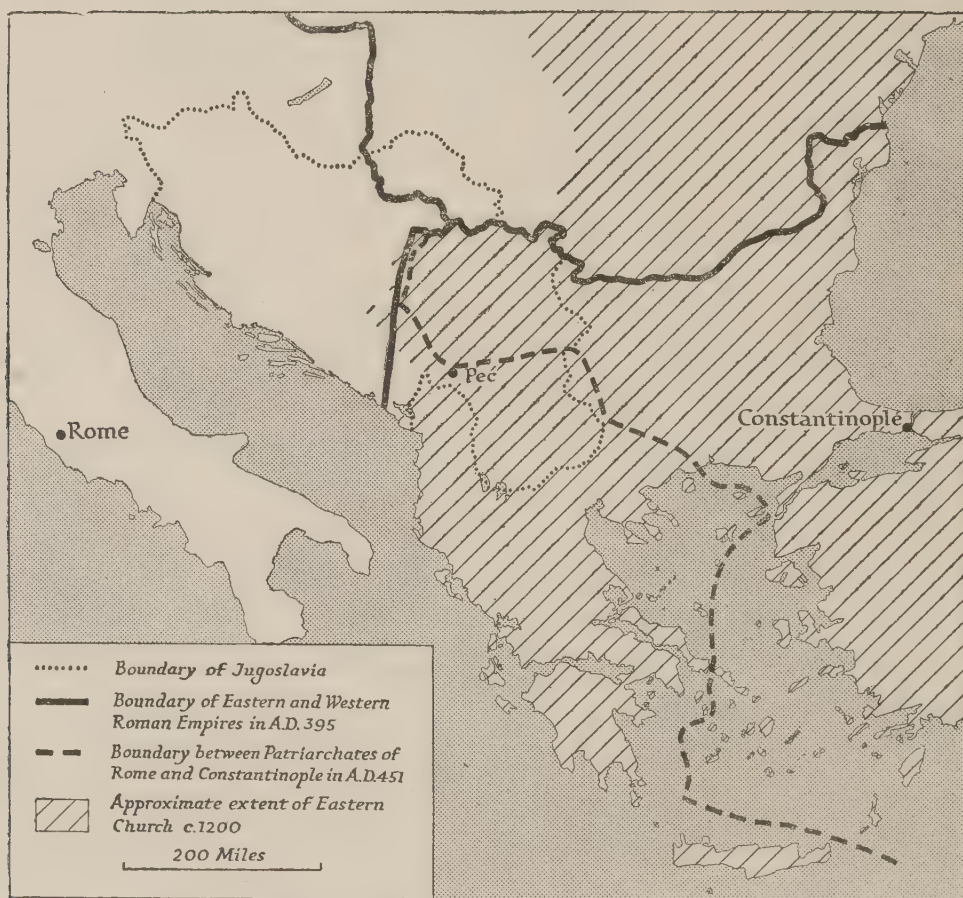 Peć
Constantinople
Rome
Boundary of Jugoslavia
Boundary of Eastern and Western
Roman Empires in A.D. 395
Boundary between Patriarchates of
Rome and Constantinople in A.D.451
Approximate extent of Eastern
Church c.1200
200 Miles